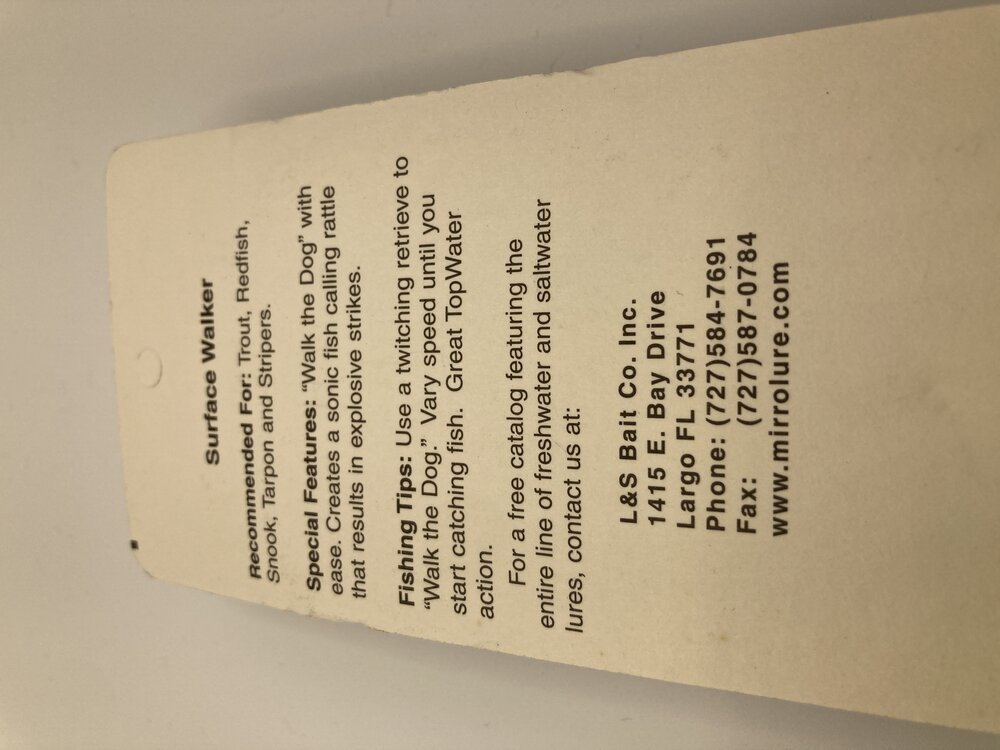 Surface Walker
Recommended For: Trout, Redfish,
Snook, Tarpon and Stripers.
Special Features: “Walk the Dog” with
ease. Creates a sonic fish calling rattle
that results in explosive strikes.
Fishing Tips: Use a twitching retrieve to
“Walk the Dog.” Vary speed until you
start catching fish. Great TopWater
action.
For a free catalog featuring the
entire line of freshwater and saltwater
lures, contact us at:
L&S Bait Co. Inc.
1415 E. Bay Drive
Largo FL 33771
Phone: (727)584-7691
Fax: (727)587-0784
www.mirrolure.com